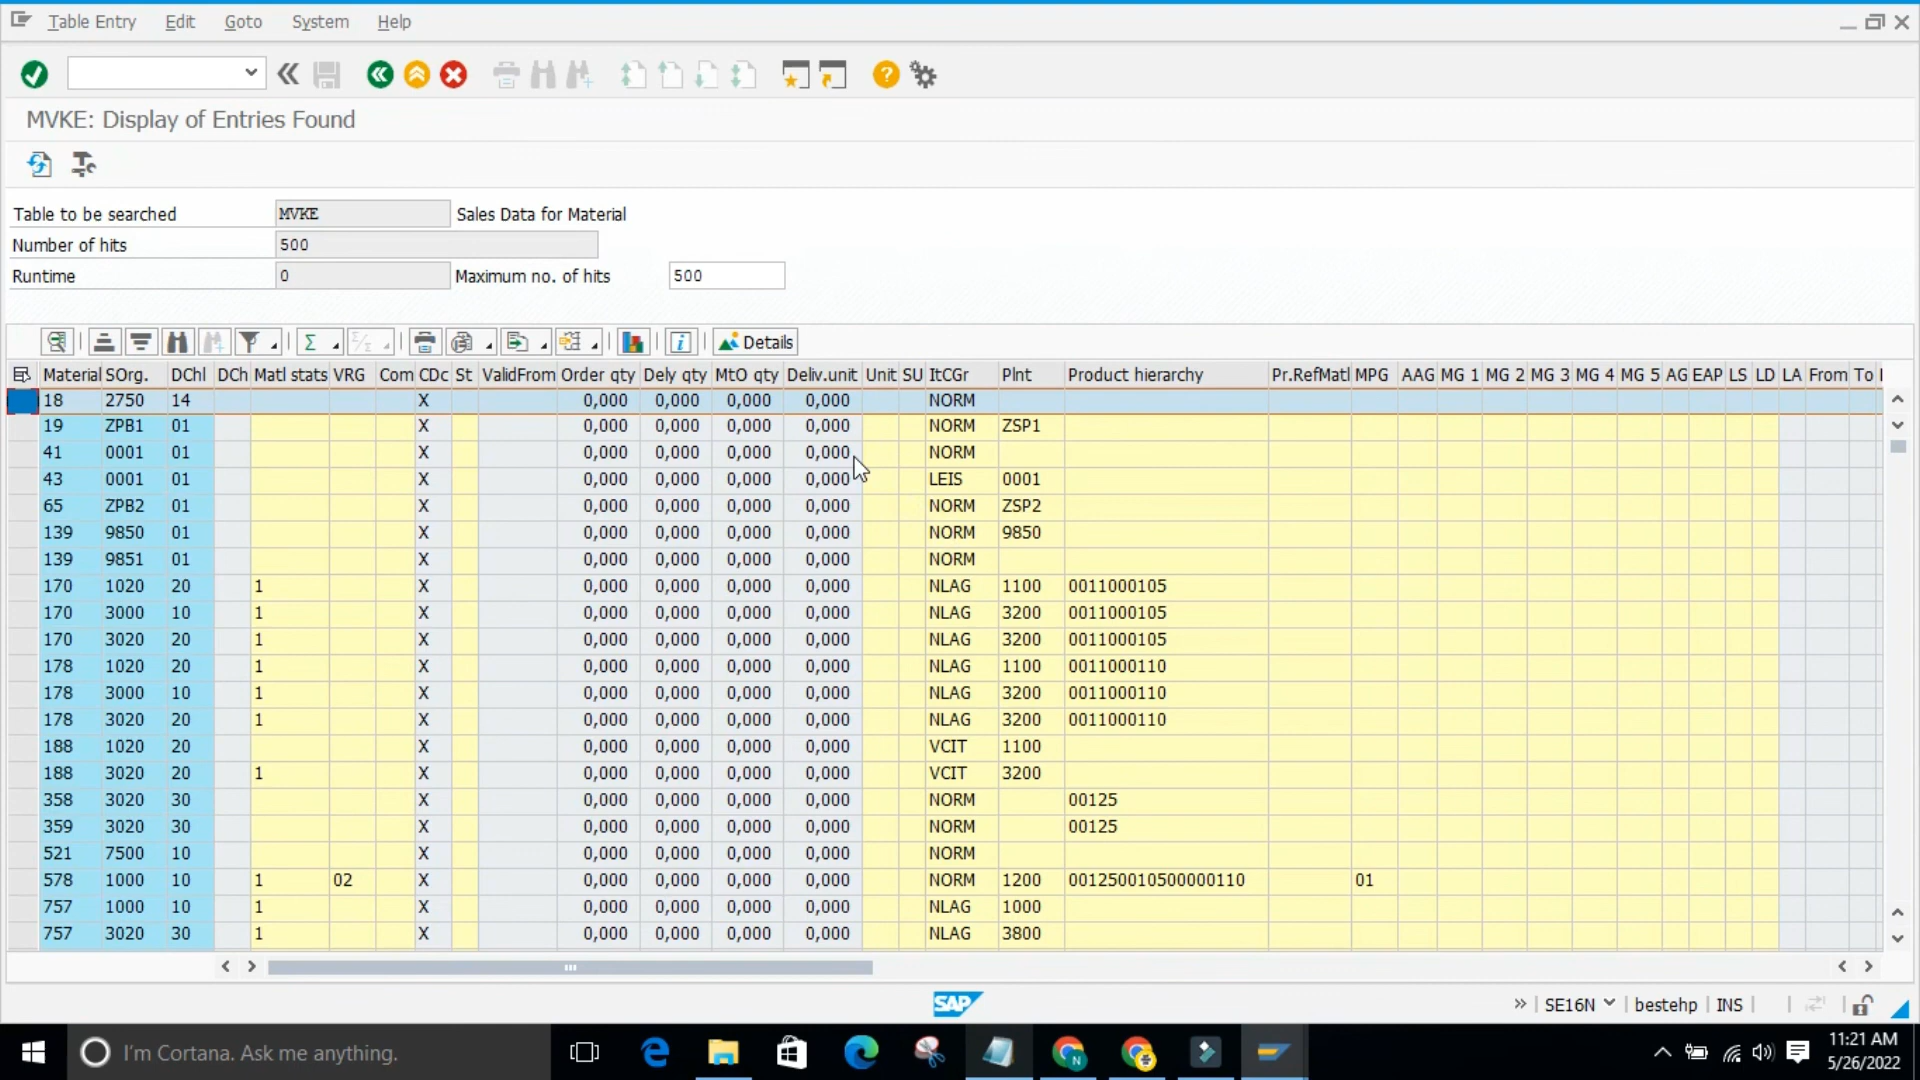 Table Entry Edit Goto System Help
MVKE: Display of Entries Found
Table to be searched MVKE Sales Data for Material
Number of hits 500
Runtime 0 Maximum no. of hits 500
Details
Material SOrg. DChl DCh Matl stats VRG Com CDc St ValidFrom Order qty Dely qty MtO qty Deliv.unit Unit SU ItCGr Plnt Product hierarchy Pr.RefMatl MPG AAG MG 1 MG 2 MG 3 MG 4 MG 5 AG EAP LS LD LA From To
18 2750 14 X 0,000 0,000 0,000 0,000 NORM
19 ZPB1 01 X 0,000 0,000 0,000 0,000 NORM ZSP1
41 0001 01 X 0,000 0,000 0,000 0,000 NORM
43 0001 01 X 0,000 0,000 0,000 0,000 LEIS 0001
65 ZPB2 01 X 0,000 0,000 0,000 0,000 NORM ZSP2
139 9850 01 X 0,000 0,000 0,000 0,000 NORM 9850
139 9851 01 X 0,000 0,000 0,000 0,000 NORM
170 1020 20 1 X 0,000 0,000 0,000 0,000 NLAG 1100 0011000105
170 3000 10 1 X 0,000 0,000 0,000 0,000 NLAG 3200 0011000105
170 3020 20 1 X 0,000 0,000 0,000 0,000 NLAG 3200 0011000105
178 1020 20 1 X 0,000 0,000 0,000 0,000 NLAG 1100 0011000110
178 3000 10 1 X 0,000 0,000 0,000 0,000 NLAG 3200 0011000110
178 3020 20 1 X 0,000 0,000 0,000 0,000 NLAG 3200 0011000110
188 1020 20 X 0,000 0,000 0,000 0,000 VCIT 1100
188 3020 20 1 X 0,000 0,000 0,000 0,000 VCIT 3200
358 3020 30 X 0,000 0,000 0,000 0,000 NORM 00125
359 3020 30 X 0,000 0,000 0,000 0,000 NORM 00125
521 7500 10 X 0,000 0,000 0,000 0,000 NORM
578 1000 10 1 02 X 0,000 0,000 0,000 0,000 NORM 1200 001250010500000110 01
757 1000 10 1 X 0,000 0,000 0,000 0,000 NLAG 1000
757 3020 30 1 X 0,000 0,000 0,000 0,000 NLAG 3800
SAP SE16N bestehp INS
I'm Cortana. Ask me anything. 11:21 AM
5/26/2022